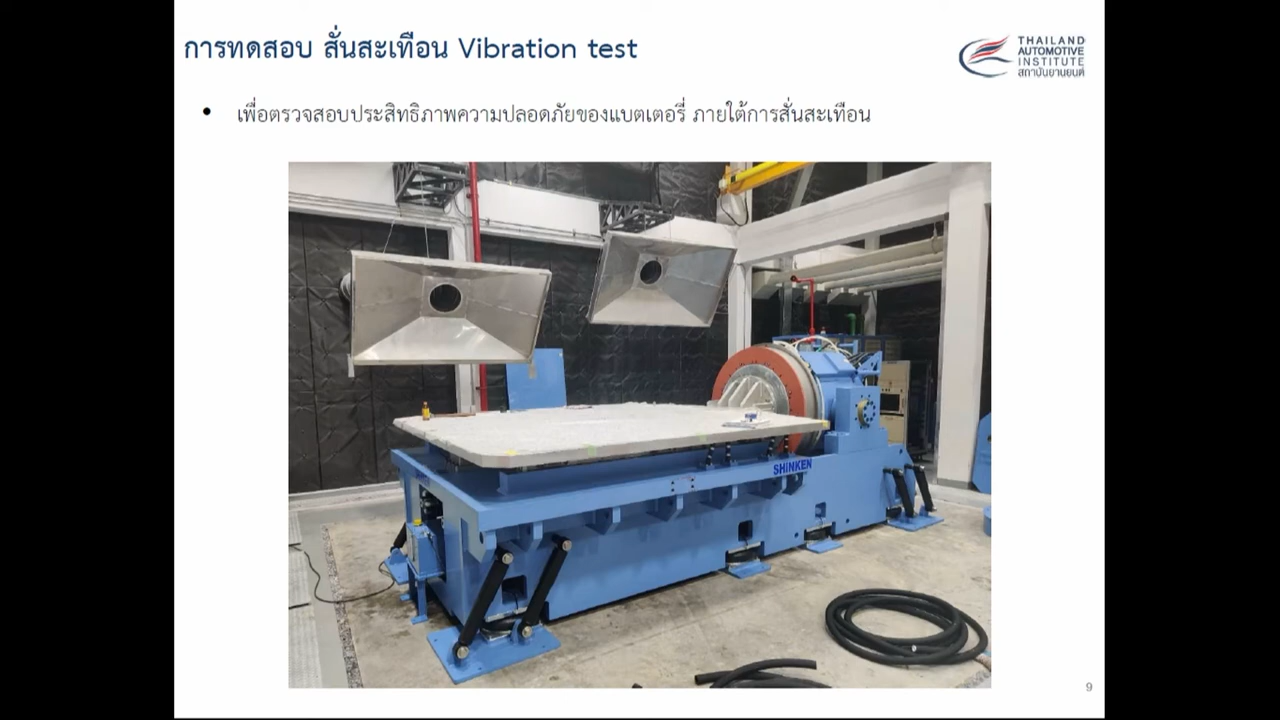 การทดสอบ สั่นสะเทือน Vibration test
THAILAND
AUTOMOTIVE
INSTITUTE
สถาบันยานยนต์
• เพื่อตรวจสอบประสิทธิภาพความปลอดภัยของแบตเตอรี่ ภายใต้การสั่นสะเทือน
SHINKEN
9